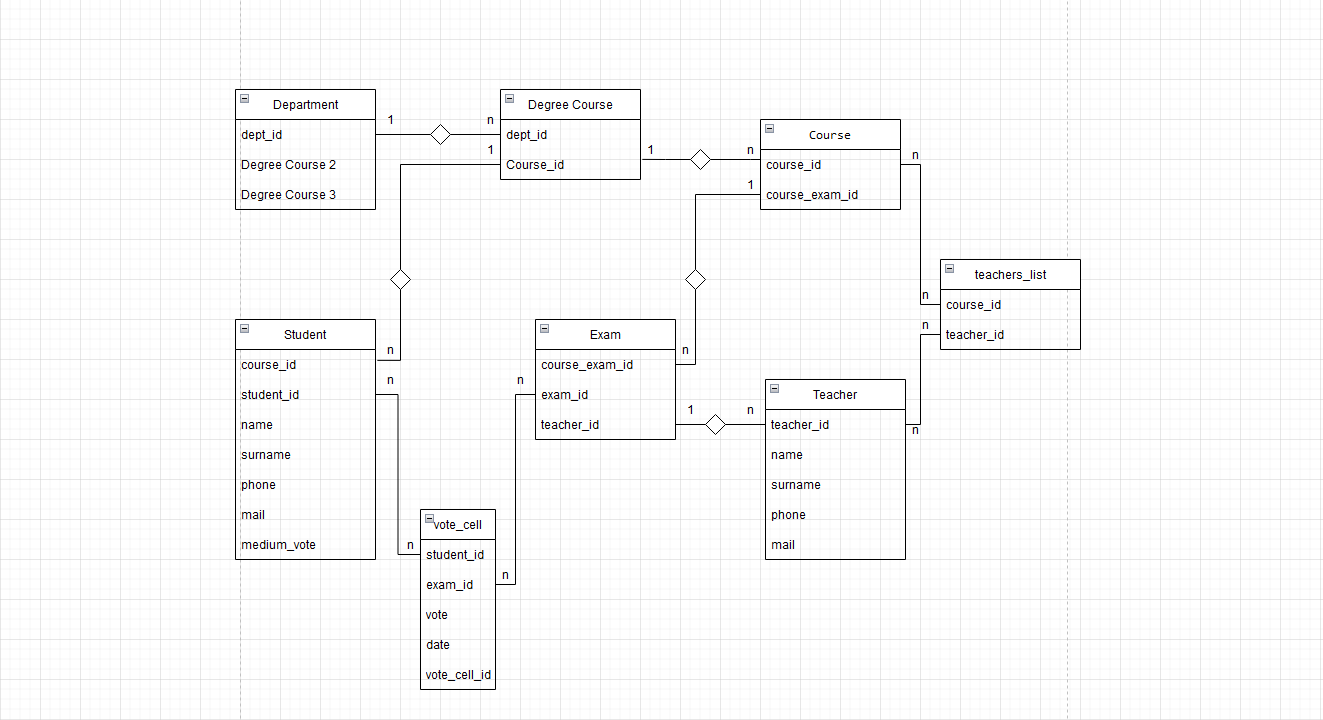 Department
dept_id
Degree Course 2
Degree Course 3
1
n
Degree Course
dept_id
Course_id
1
1
n
Course
course_id
course_exam_id
n
1
n
teachers_list
course_id
teacher_id
n
n
Student
course_id
student_id
name
surname
phone
mail
medium_vote
n
n
n
Exam
course_exam_id
exam_id
teacher_id
n
1
n
Teacher
teacher_id
name
surname
phone
mail
n
vote_cell
student_id
exam_id
vote
date
vote_cell_id
n
n